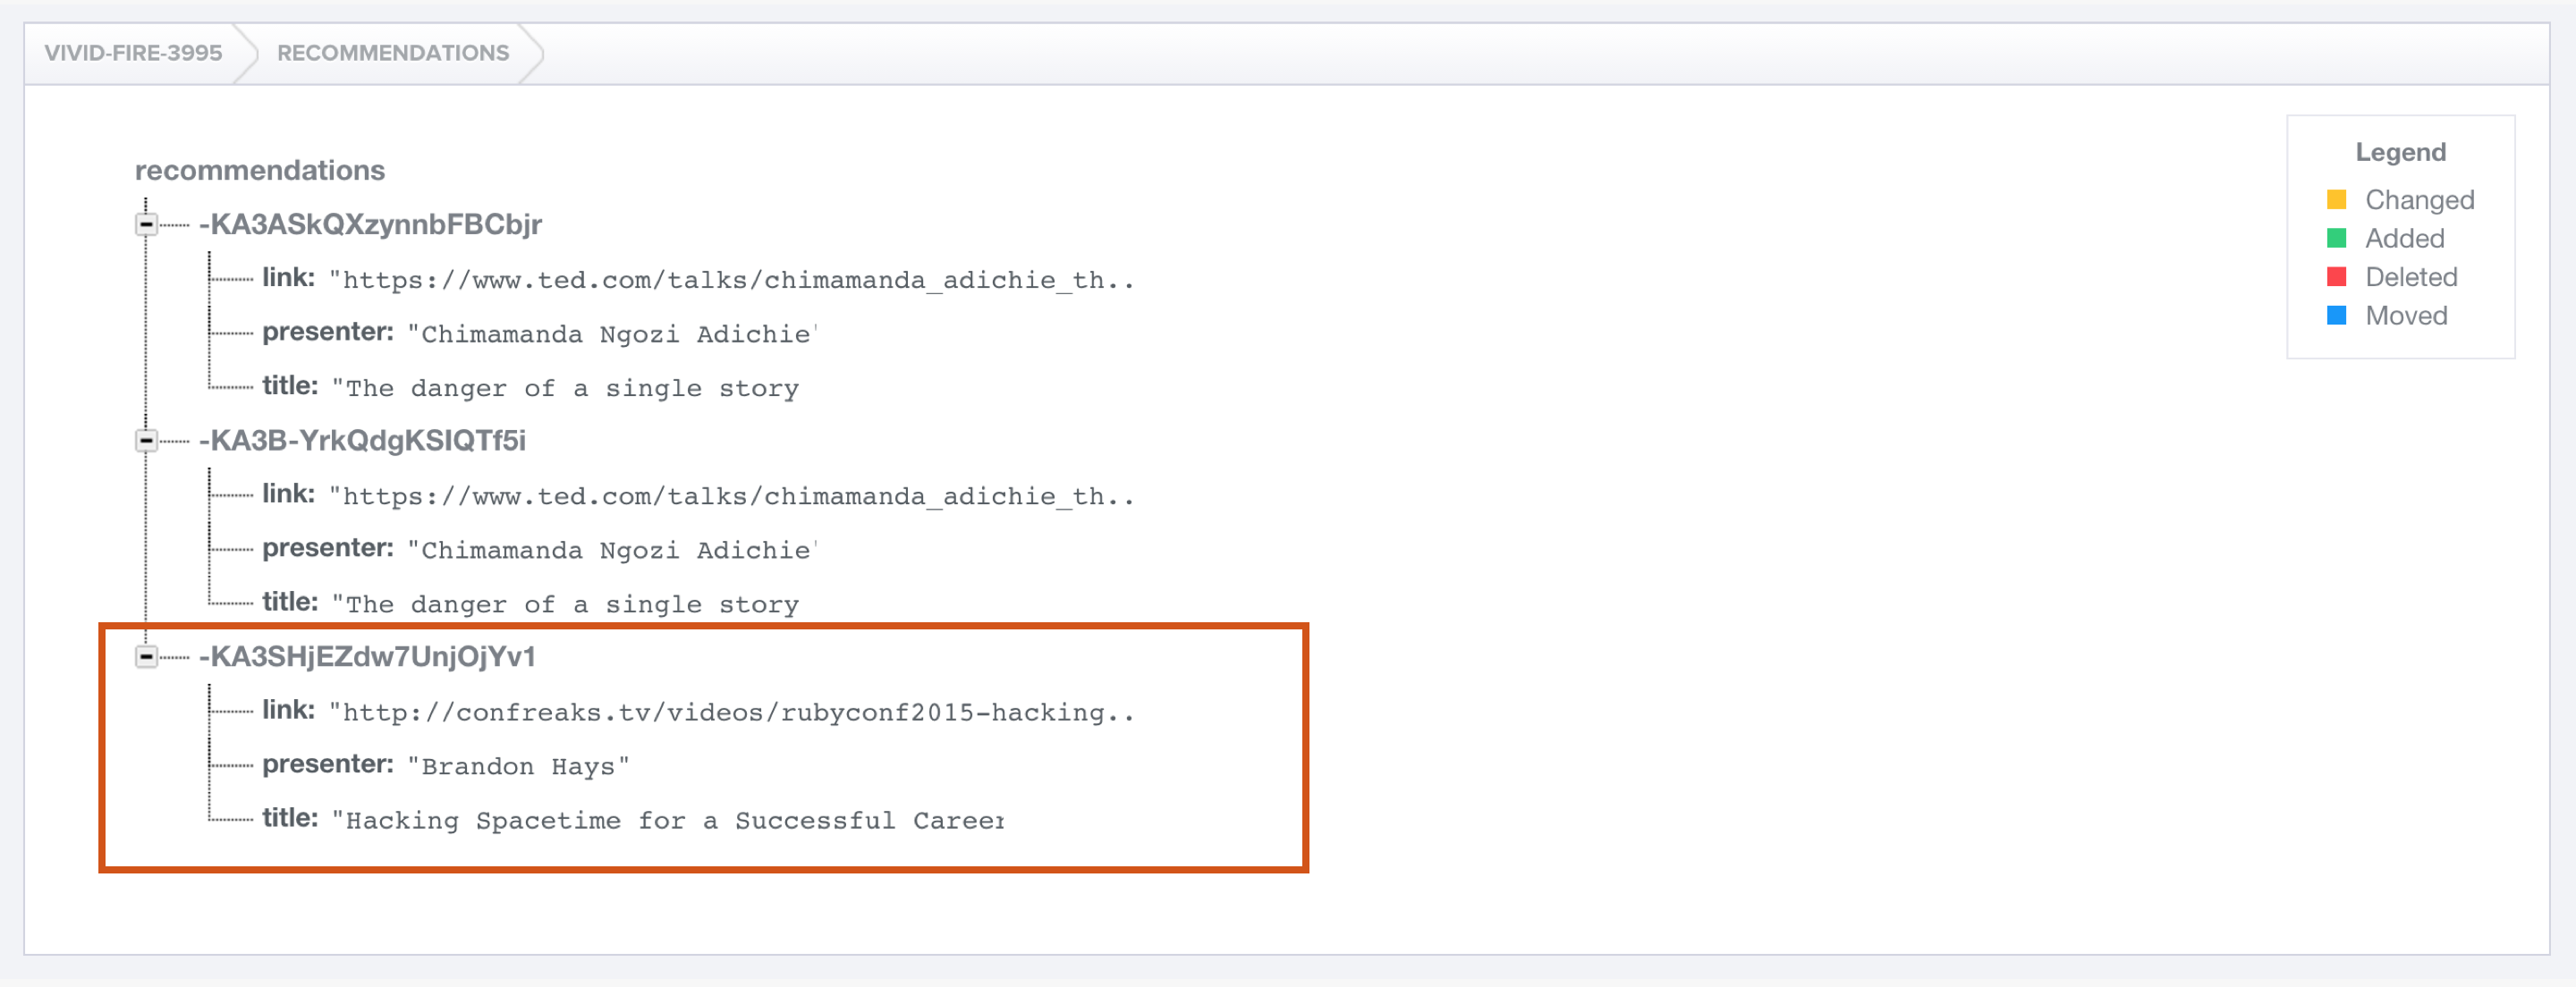 VIVID-FIRE-3995 RECOMMENDATIONS
recommendations
-KA3ASkQXzynnbFBCbjr
link: "https://www.ted.com/talks/chimamanda_adichie_th..
presenter: "Chimamanda Ngozi Adichie'
title: "The danger of a single story
-KA3B-YrkQdgKSIQTf5i
link: "https://www.ted.com/talks/chimamanda_adichie_th..
presenter: "Chimamanda Ngozi Adichie'
title: "The danger of a single story
-KA3SHjEZdw7UnjOjYv1
link: "http://confreaks.tv/videos/rubyconf2015-hacking..
presenter: "Brandon Hays"
title: "Hacking Spacetime for a Successful Career
Legend
Changed
Added
Deleted
Moved